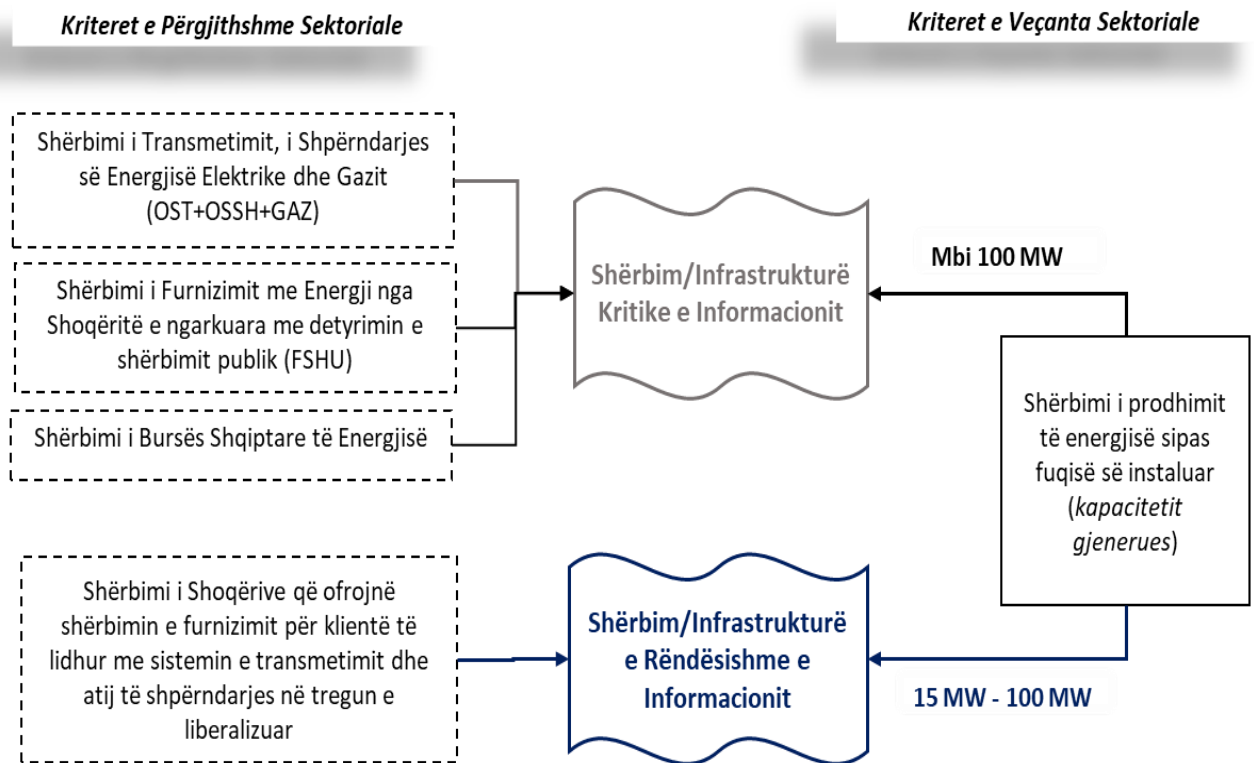 Kriteret e Përgjithshme Sektoriale
Kriteret e Veçanta Sektoriale
Shërbimi i Transmetimit, i Shpërndarjes
së Energjisë Elektrike dhe Gazit
(OST+OSSH+GAZ)
Shërbimi i Furnizimit me Energji nga
Shoqëritë e ngarkuara me detyrimin e
shërbimit publik (FSHU)
Shërbimi i Bursës Shqiptare të Energjisë
Shërbim/Infrastrukturë
Kritike e Informacionit
Mbi 100 MW
Shërbimi i prodhimit
të energjisë sipas
fuqisë së instaluar
(kapacitetit
gjenerues)
Shërbimi i Shoqërive që ofrojnë
shërbimin e furnizimit për klientë të
lidhur me sistemin e transmetimit dhe
atij të shpërndarjes në tregun e
liberalizuar
Shërbim/Infrastrukturë
e Rëndësishme e
Informacionit
15 MW - 100 MW